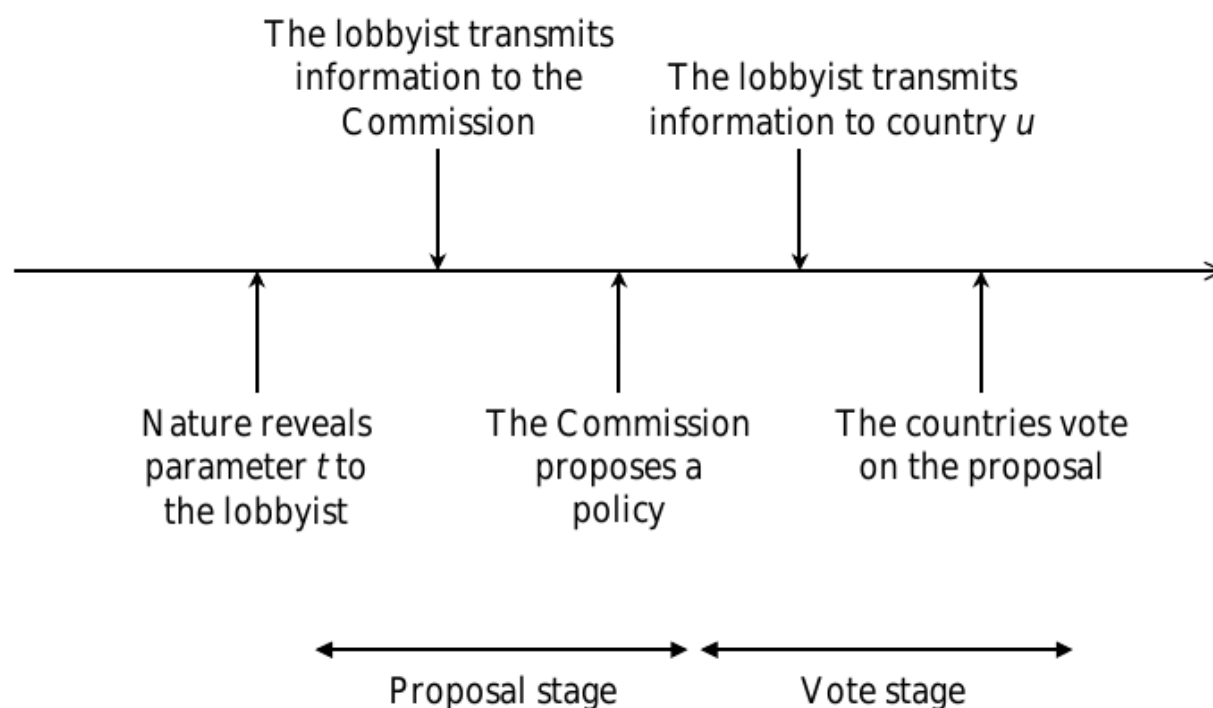 The lobbyist transmits
information to the
Commission
The lobbyist transmits
information to country u
Nature reveals
parameter t to
the lobbyist
The Commission
proposes a
policy
The countries vote
on the proposal
Proposal stage
Vote stage